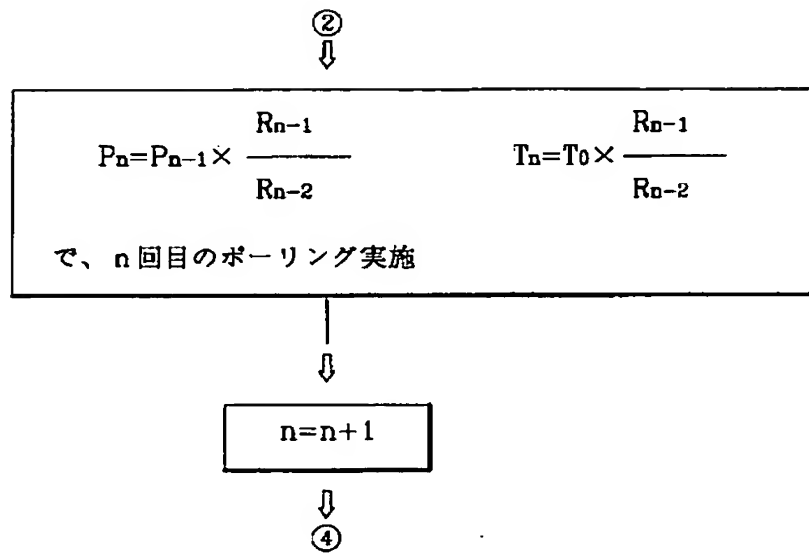 ②
Pn=Pn-1× Rn-1 / Rn-2 Tn=T0× Rn-1 / Rn-2
で、n回目のポーリング実施
n=n+1
④